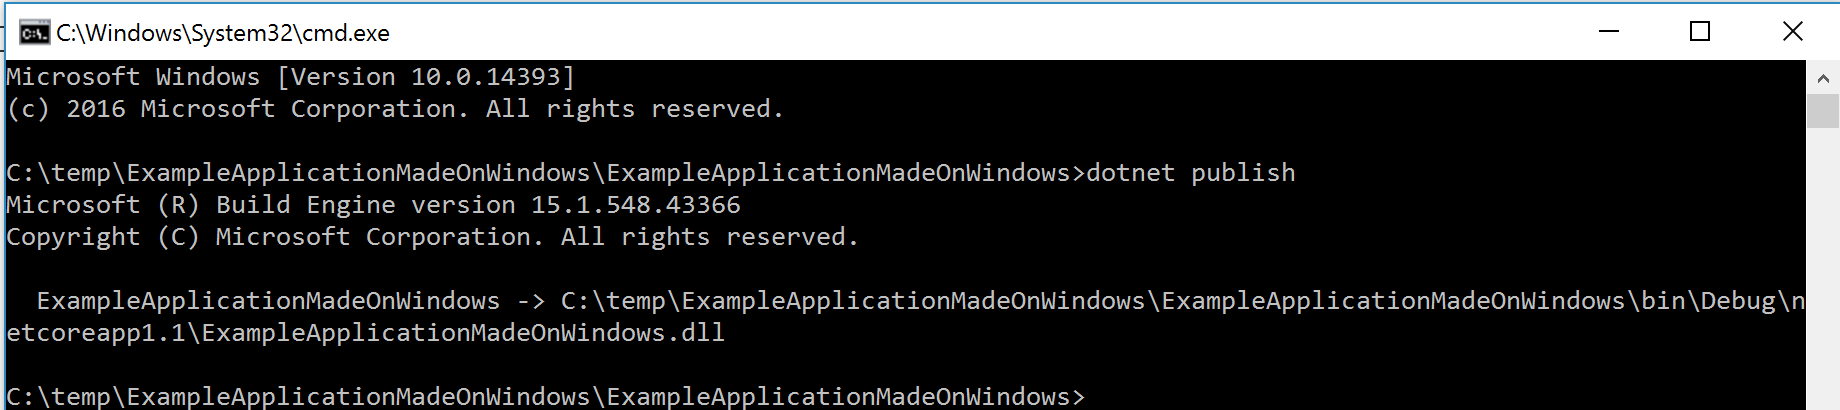 C:\Windows\System32\cmd.exe
Microsoft Windows [Version 10.0.14393]
(c) 2016 Microsoft Corporation. All rights reserved.
C:\temp\ExampleApplicationMadeOnWindows\ExampleApplicationMadeOnWindows>dotnet publish
Microsoft (R) Build Engine version 15.1.548.43366
Copyright (C) Microsoft Corporation. All rights reserved.
ExampleApplicationMadeOnWindows -> C:\temp\ExampleApplicationMadeOnWindows\ExampleApplicationMadeOnWindows\bin\Debug\n
etcoreapp1.1\ExampleApplicationMadeOnWindows.dll
C:\temp\ExampleApplicationMadeOnWindows\ExampleApplicationMadeOnWindows>